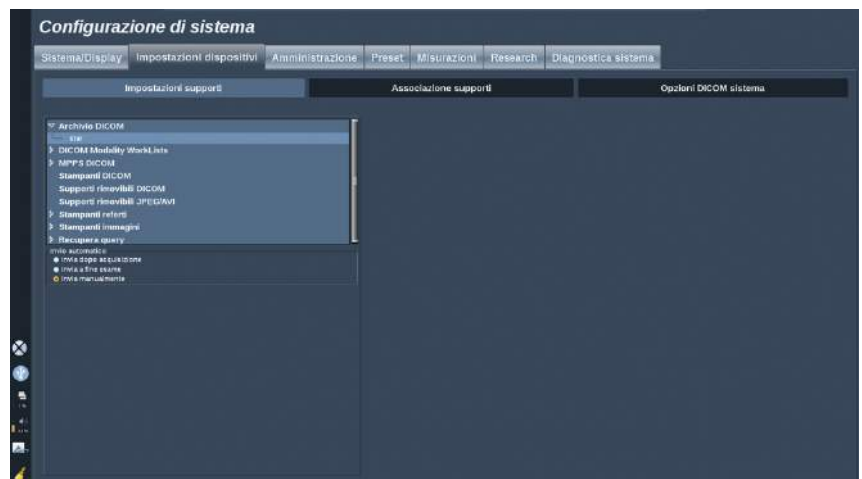 Configurazione di sistema
Sistema/Display Impostazioni dispositivi Amministrazione Preset Misurazioni Research Diagnostica sistema
Impostazioni supporti Associazione supporti Opzioni DICOM sistema
Archivio DICOM
DICOM Modality WorkLists
MPPS DICOM
Stampanti DICOM
Supporti rimovibili DICOM
Supporti rimovibili JPEG/AVI
Stampanti referti
Stampanti immagini
Recupera query
Invio automatico
Invia dopo acquisizione
Invia a fine esame
Invia manualmente